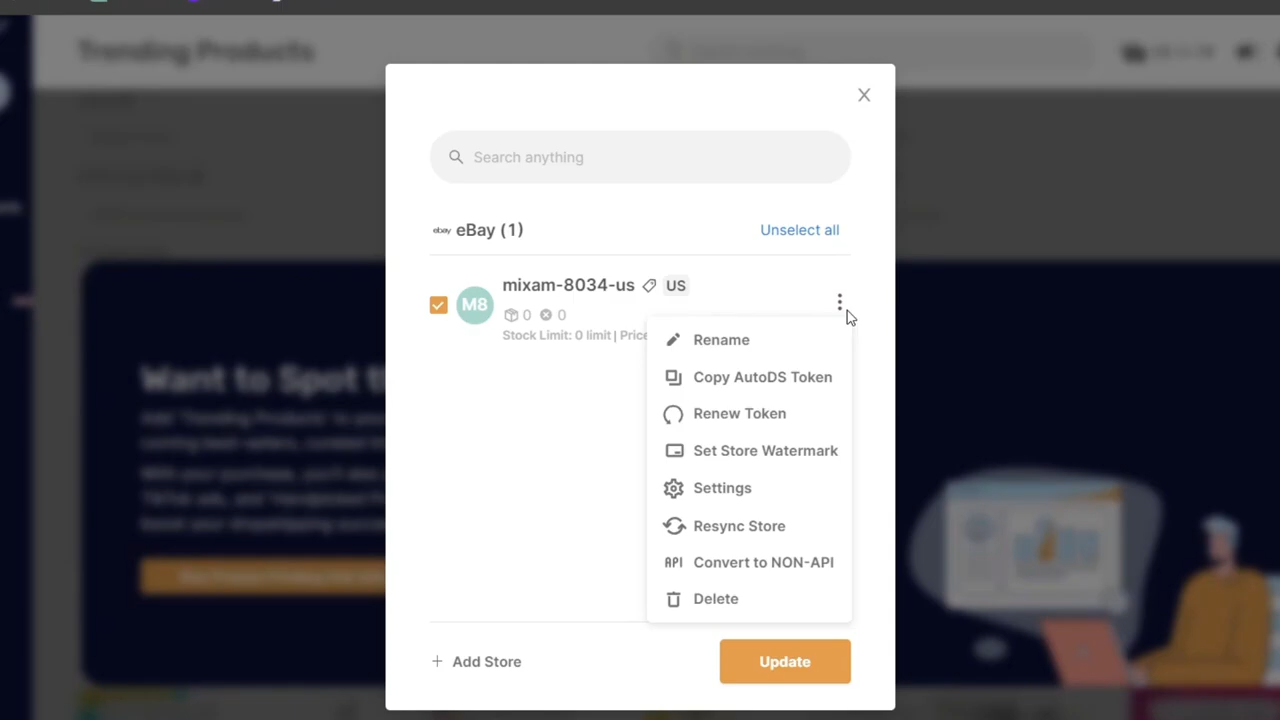 Trending Products
Search anything
ebay eBay (1)
Unselect all
M8
mixam-8034-us
US
0 0
Stock Limit: 0 limit | Price
Rename
Copy AutoDS Token
Renew Token
Set Store Watermark
Settings
Resync Store
API Convert to NON-API
Delete
+ Add Store
Update
Want to Spot